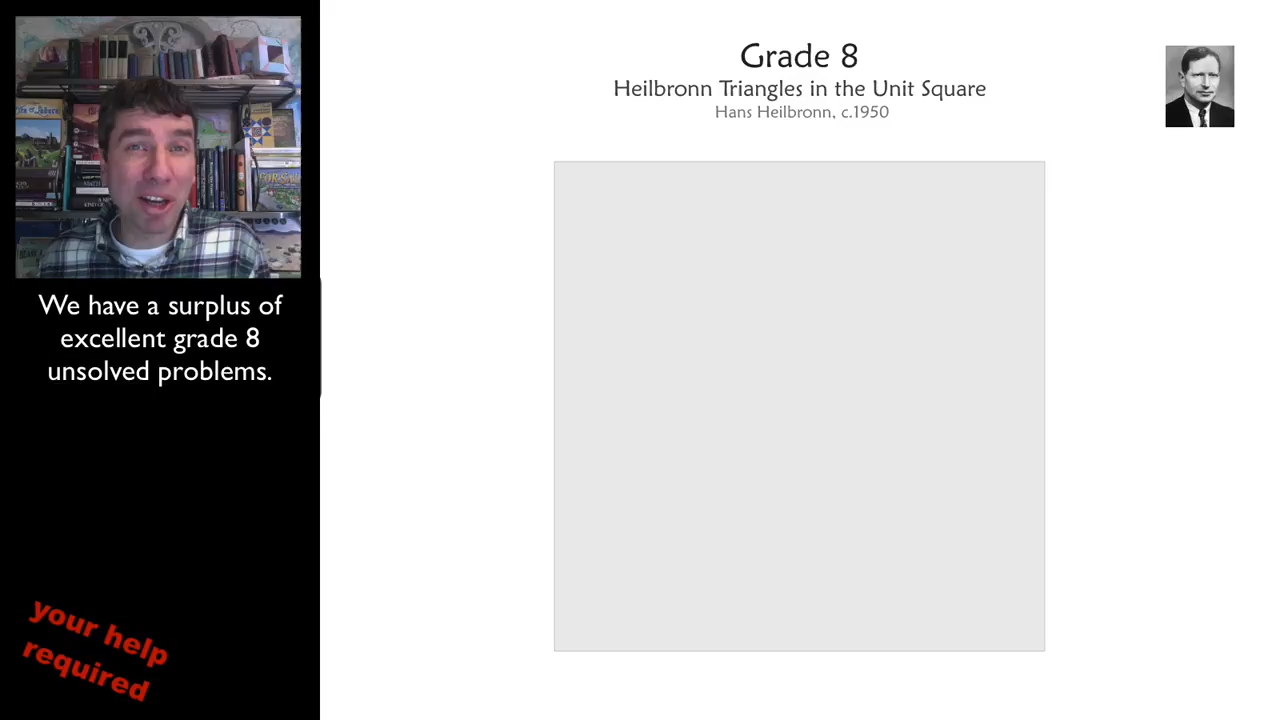 Grade 8
Heilbronn Triangles in the Unit Square
Hans Heilbronn, c.1950
We have a surplus of
excellent grade 8
unsolved problems.
your help
required